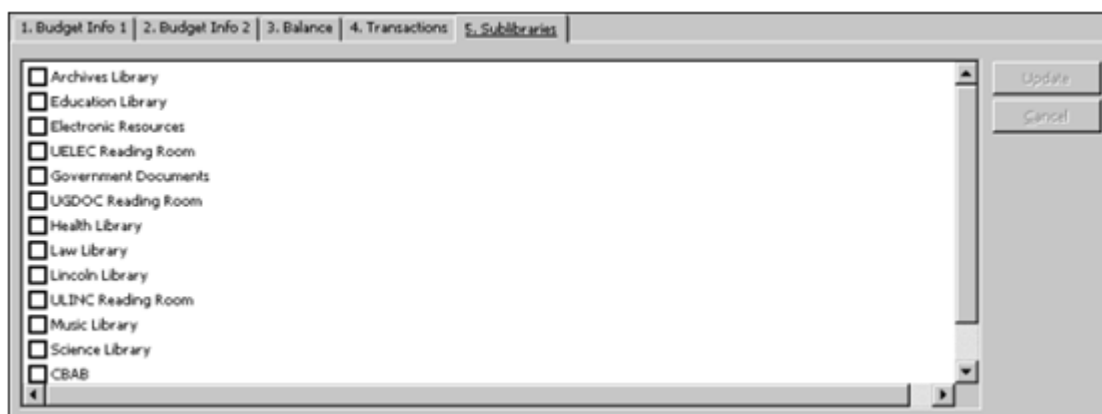 1. Budget Info 1 2. Budget Info 2 3. Balance 4. Transactions 5. Sublibraries
Archives Library
Education Library
Electronic Resources
UELEC Reading Room
Government Documents
UGDOC Reading Room
Health Library
Law Library
Lincoln Library
ULINC Reading Room
Music Library
Science Library
CBAB
Update
Cancel